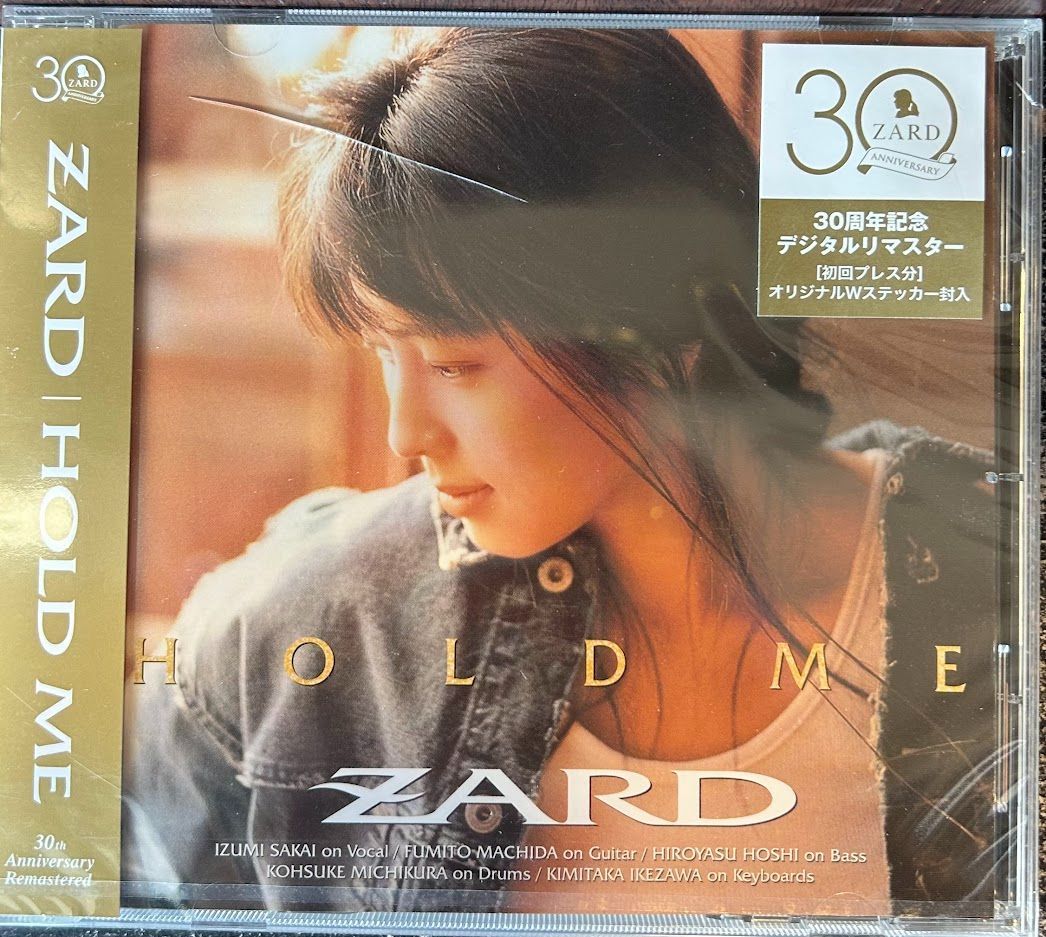 30 ZARD
ANNIVERSARY
ZARD | HOLD ME
30th
Anniversary
Remastered
30 ZARD
ANNIVERSARY
30周年記念
デジタルリマスター
[初回プレス分]
オリジナルWステッカー封入
HOLD ME
ZARD
IZUMI SAKAI on Vocal / FUMITO MACHIDA on Guitar / HIROYASU HOSHI on Bass
KOHSUKE MICHIKURA on Drums / KIMITAKA IKEZAWA on Keyboards